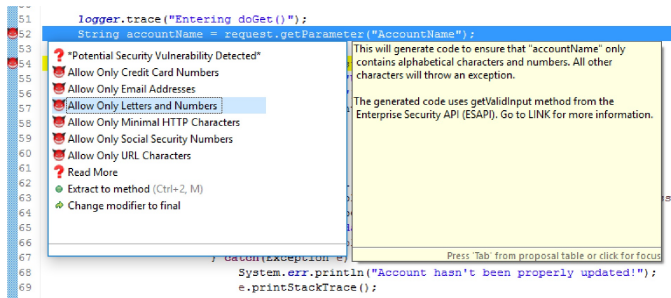 51 logger.trace("Entering doGet()");
52 String accountName = request.getParameter("AccountName");
53
54
55
56
57
58
59
60
61
62
63
64
65
66
67 } catch(Exception e)
68 System.err.println("Account hasn't been properly updated!");
69 e.printStackTrace();
*Potential Security Vulnerability Detected*
Allow Only Credit Card Numbers
Allow Only Email Addresses
Allow Only Letters and Numbers
Allow Only Minimal HTTP Characters
Allow Only Social Security Numbers
Allow Only URL Characters
Read More
Extract to method (Ctrl+2, M)
Change modifier to final
This will generate code to ensure that "accountName" only
contains alphabetical characters and numbers. All other
characters will throw an exception.
The generated code uses getValidInput method from the
Enterprise Security API (ESAPI). Go to LINK for more information.
Press 'Tab' from proposal table or click for focus